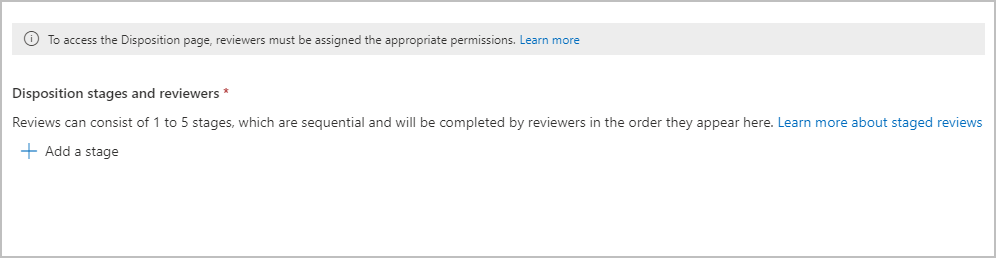 To access the Disposition page, reviewers must be assigned the appropriate permissions. Learn more
Disposition stages and reviewers *
Reviews can consist of 1 to 5 stages, which are sequential and will be completed by reviewers in the order they appear here. Learn more about staged reviews
Add a stage